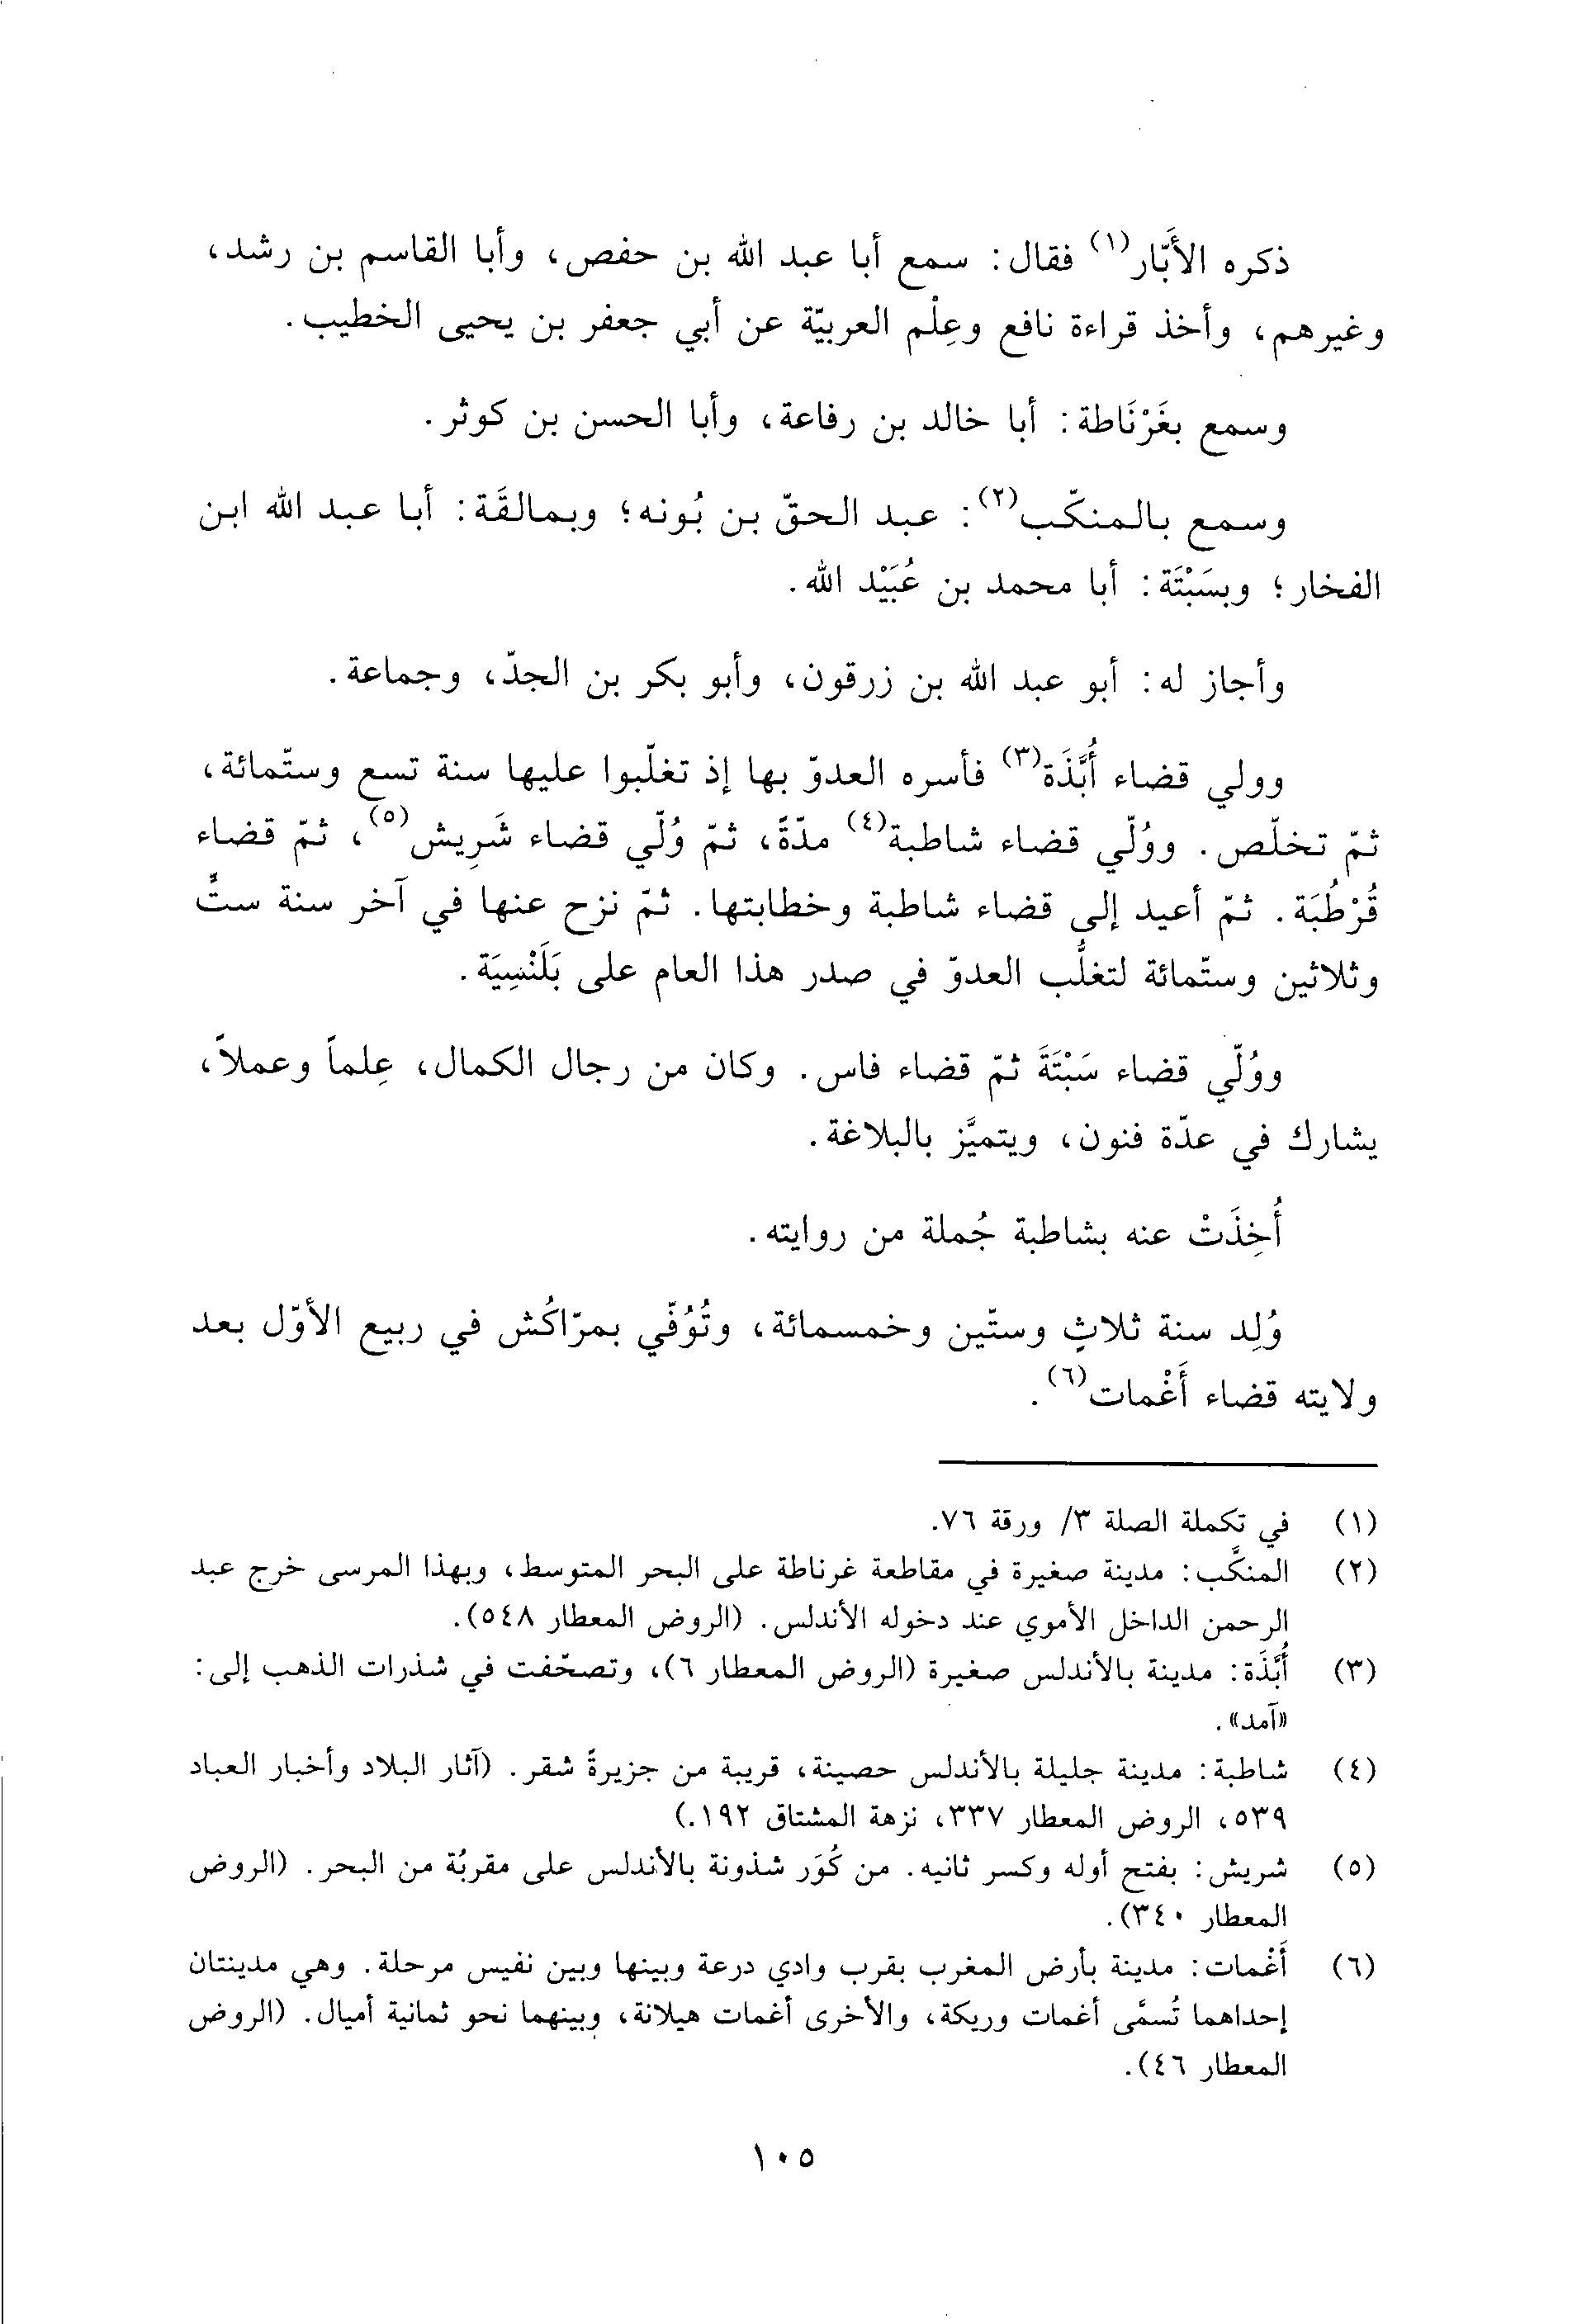 ذكره الأَبّار(١) فقال: سمع أبا عبد الله بن حفص، وأبا القاسم بن رشد،
وغيرهم، وأخذ قراءة نافع وعِلْم العربيّة عن أبي جعفر بن يحيى الخطيب.
وسمع بغَرْنَاطة: أبا خالد بن رفاعة، وأبا الحسن بن كوثر.
وسمع بالمنكّب(٢): عبد الحقّ بن بُونه؛ وبمالقَة: أبا عبد الله ابن
الفخار؛ وبسَبْتَة: أبا محمد بن عُبَيْد الله.
وأجاز له: أبو عبد الله بن زرقون، وأبو بكر بن الجدّ، وجماعة.
وولي قضاء أُبَّذَة(٣) فأسره العدوّ بها إذ تغلّبوا عليها سنة تسع وستّمائة،
ثمّ تخلّص. ووُلّي قضاء شاطبة(٤) مدّةً، ثمّ وُلّي قضاء شَرِيش(٥)، ثمّ قضاء
قُرْطُبَة. ثمّ أعيد إلى قضاء شاطبة وخطابتها. ثمّ نزح عنها في آخر سنة ستٍّ
وثلاثين وستّمائة لتغلُّب العدوّ في صدر هذا العام على بَلَنْسِيَة.
ووُلّي قضاء سَبْتَةَ ثمّ قضاء فاس. وكان من رجال الكمال، عِلماً وعملاً،
يشارك في عدّة فنون، ويتميَّز بالبلاغة.
أُخِذَتْ عنه بشاطبة جُملة من روايته.
وُلِد سنة ثلاثٍ وستّين وخمسمائة، وتُوُفّي بمرّاكُش في ربيع الأوّل بعد
ولايته قضاء أَغْمات(٦).
(١) في تكملة الصلة ٣/ ورقة ٧٦.
(٢) المنكَّب: مدينة صغيرة في مقاطعة غرناطة على البحر المتوسط، وبهذا المرسى خرج عبد
الرحمن الداخل الأموي عند دخوله الأندلس. (الروض المعطار ٥٤٨).
(٣) أُبَّذَة: مدينة بالأندلس صغيرة (الروض المعطار ٦)، وتصحّفت في شذرات الذهب إلى:
«آمد».
(٤) شاطبة: مدينة جليلة بالأندلس حصينة، قريبة من جزيرةً شقر. (آثار البلاد وأخبار العباد
٥٣٩، الروض المعطار ٣٣٧، نزهة المشتاق ١٩٢.)
(٥) شريش: بفتح أوله وكسر ثانيه. من كُوَر شذونة بالأندلس على مقربُة من البحر. (الروض
المعطار ٣٤٠).
(٦) أَغْمات: مدينة بأرض المغرب بقرب وادي درعة وبينها وبين نفيس مرحلة. وهي مدينتان
إحداهما تُسمَّى أغمات وريكة، والأخرى أغمات هيلانة، وبينهما نحو ثمانية أميال. (الروض
المعطار ٤٦).
١٠٥